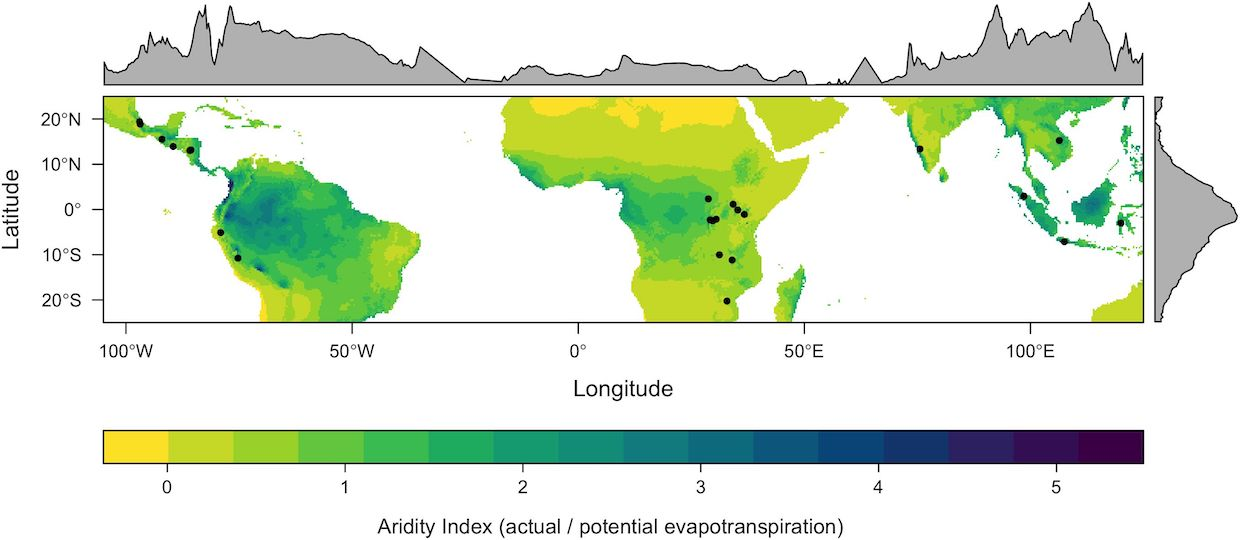 20°N
10°N
0°
10°S
20°S
Latitude
100°W 50°W 0° 50°E 100°E
Longitude
0 1 2 3 4 5
Aridity Index (actual / potential evapotranspiration)